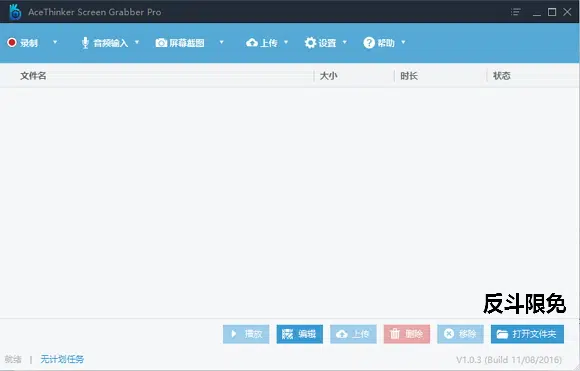 AceThinker Screen Grabber Pro
录制 音频输入 屏幕截图 上传 设置 帮助
文件名 大小 时长 状态
反斗限免
播放 编辑 上传 删除 移除 打开文件夹
就绪 | 无计划任务 V1.0.3 (Build 11/08/2016)